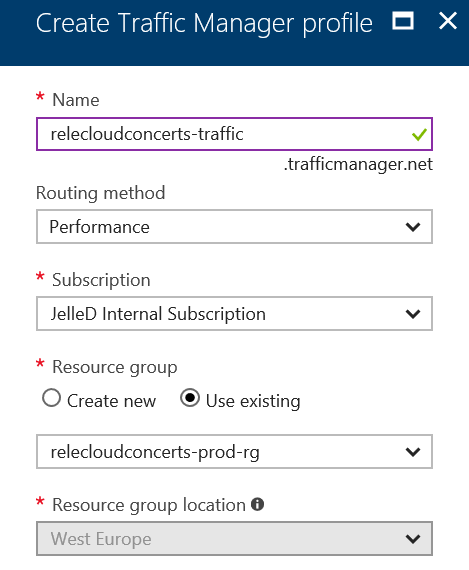 Create Traffic Manager profile
* Name
relecloudconcerts-traffic
.trafficmanager.net
Routing method
Performance
* Subscription
JelleD Internal Subscription
* Resource group
Create new Use existing
relecloudconcerts-prod-rg
* Resource group location
West Europe